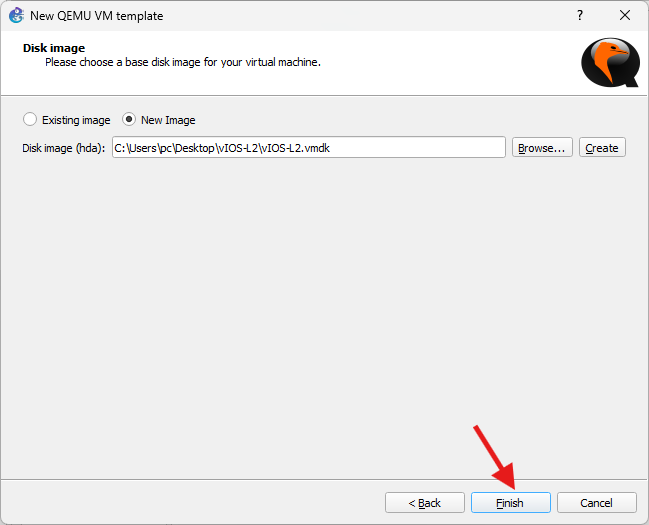 New QEMU VM template
?
Disk image
Please choose a base disk image for your virtual machine.
Existing image New Image
Disk image (hda): C:\Users\pc\Desktop\vIOS-L2\vIOS-L2.vmdk Browse... Create
< Back Finish Cancel